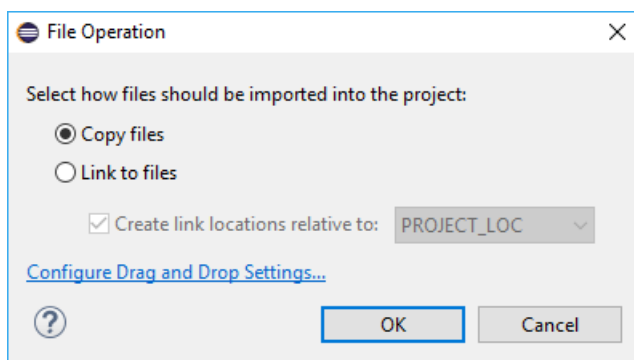 File Operation
Select how files should be imported into the project:
Copy files
Link to files
Create link locations relative to: PROJECT_LOC
Configure Drag and Drop Settings...
? OK Cancel